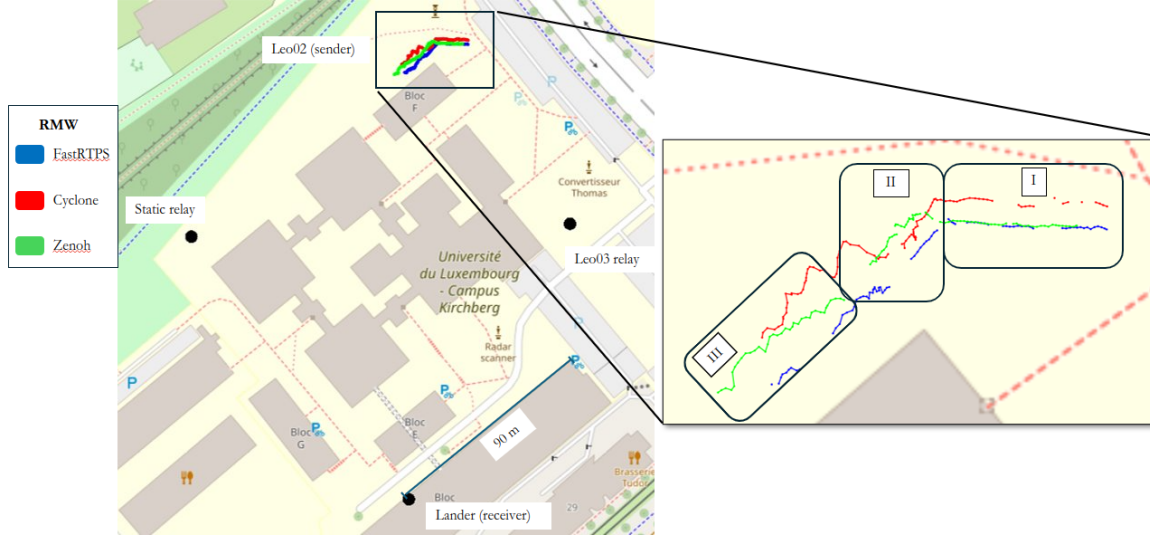 Leo02 (sender)
Bloc
F
P
P
P
RMW
FastRTPS
Cyclone
Zenoh
Static relay
Convertisseur
Thomas
Leo03 relay
Université
du Luxembourg
- Campus
Kirchberg
Radar
scanner
P
P
P
P
Bloc
E
Bloc
G
90 m
Bloc
Lander (receiver)
Brasserie
Tudor
29
I
II
III